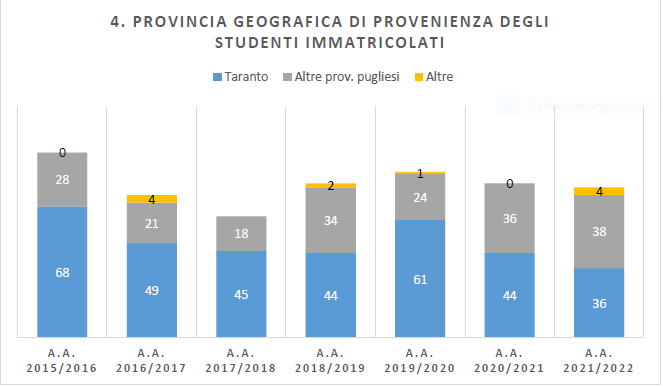 4. PROVINCIA GEOGRAFICA DI PROVENIENZA DEGLI
STUDENTI IMMATRICOLATI
Taranto Altre prov. pugliesi Altre
Cattura rettangolare
0 4 2 1 0 4
28 21 18 34 24 36 38
68 49 45 44 61 44 36
A.A. A.A. A.A. A.A. A.A. A.A. A.A.
2015/2016 2016/2017 2017/2018 2018/2019 2019/2020 2020/2021 2021/2022